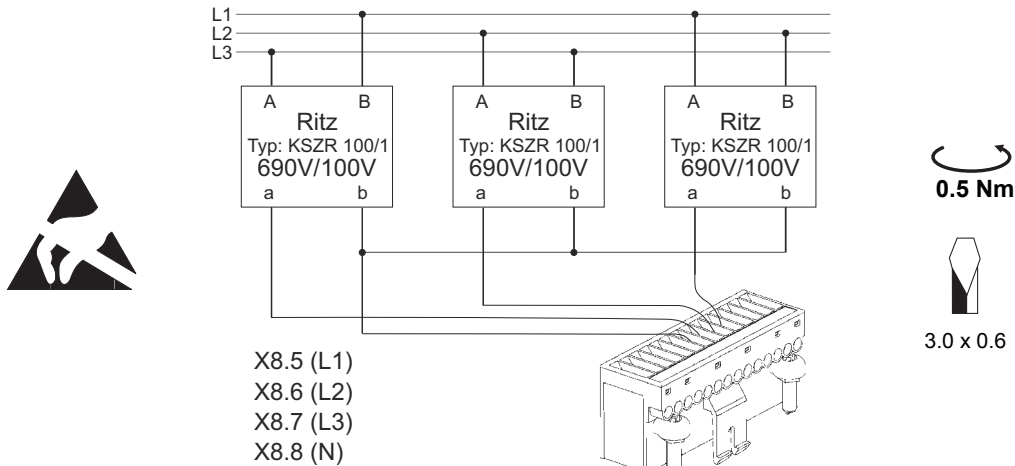 L1
L2
L3
A B
Ritz
Typ: KSZR 100/1
690V/100V
a b
A B
Ritz
Typ: KSZR 100/1
690V/100V
a b
A B
Ritz
Typ: KSZR 100/1
690V/100V
a b
0.5 Nm
3.0 x 0.6
X8.5 (L1)
X8.6 (L2)
X8.7 (L3)
X8.8 (N)